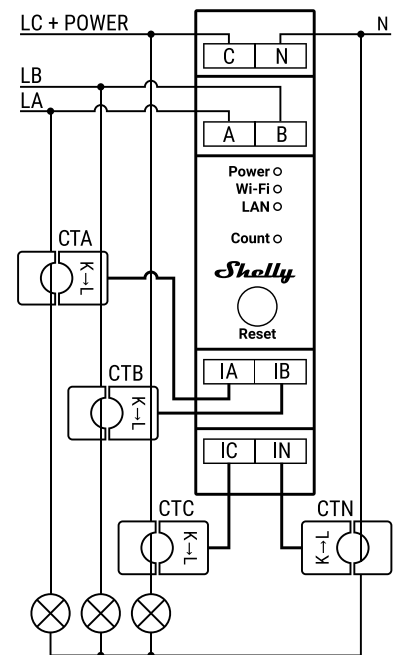 LC + POWER
N
C N
LB
LA
A B
Power
Wi-Fi
LAN
Count
Shelly
Reset
CTA
K→L
IA IB
CTB
K→L
IC IN
CTC
K→L
CTN
K→L